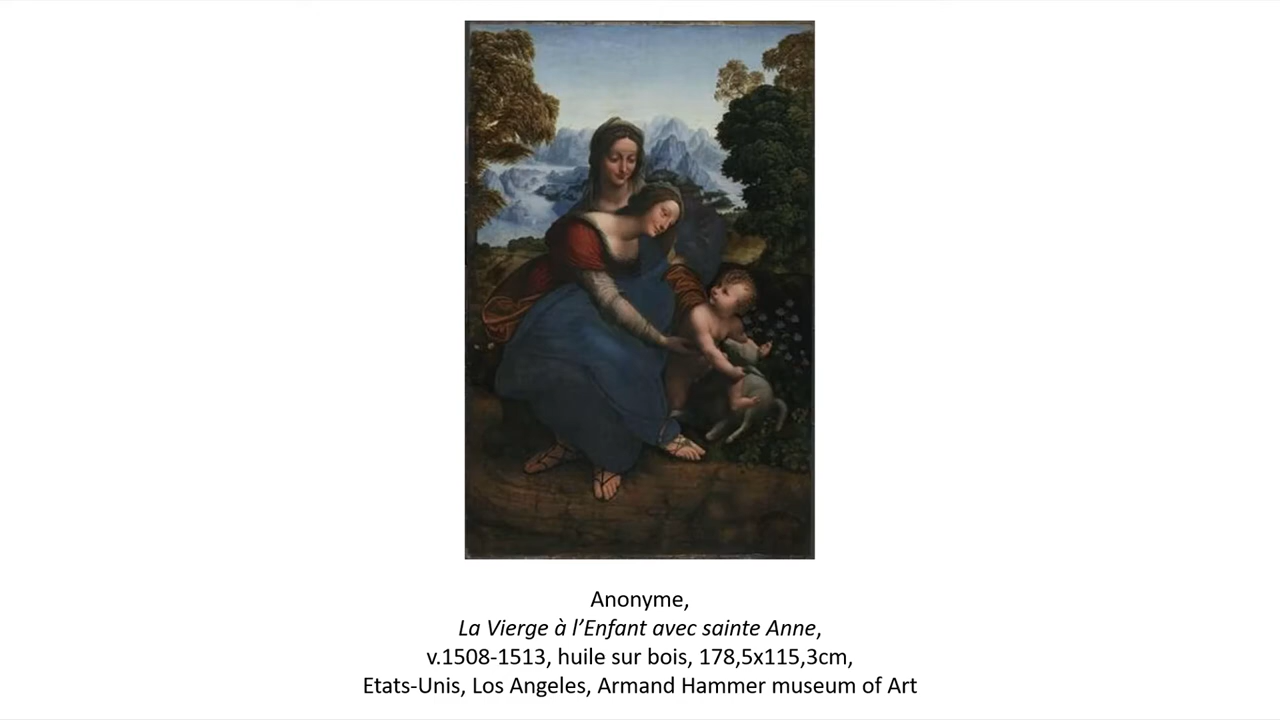 Anonyme,
La Vierge à l’Enfant avec sainte Anne,
v.1508-1513, huile sur bois, 178,5x115,3cm,
Etats-Unis, Los Angeles, Armand Hammer museum of Art